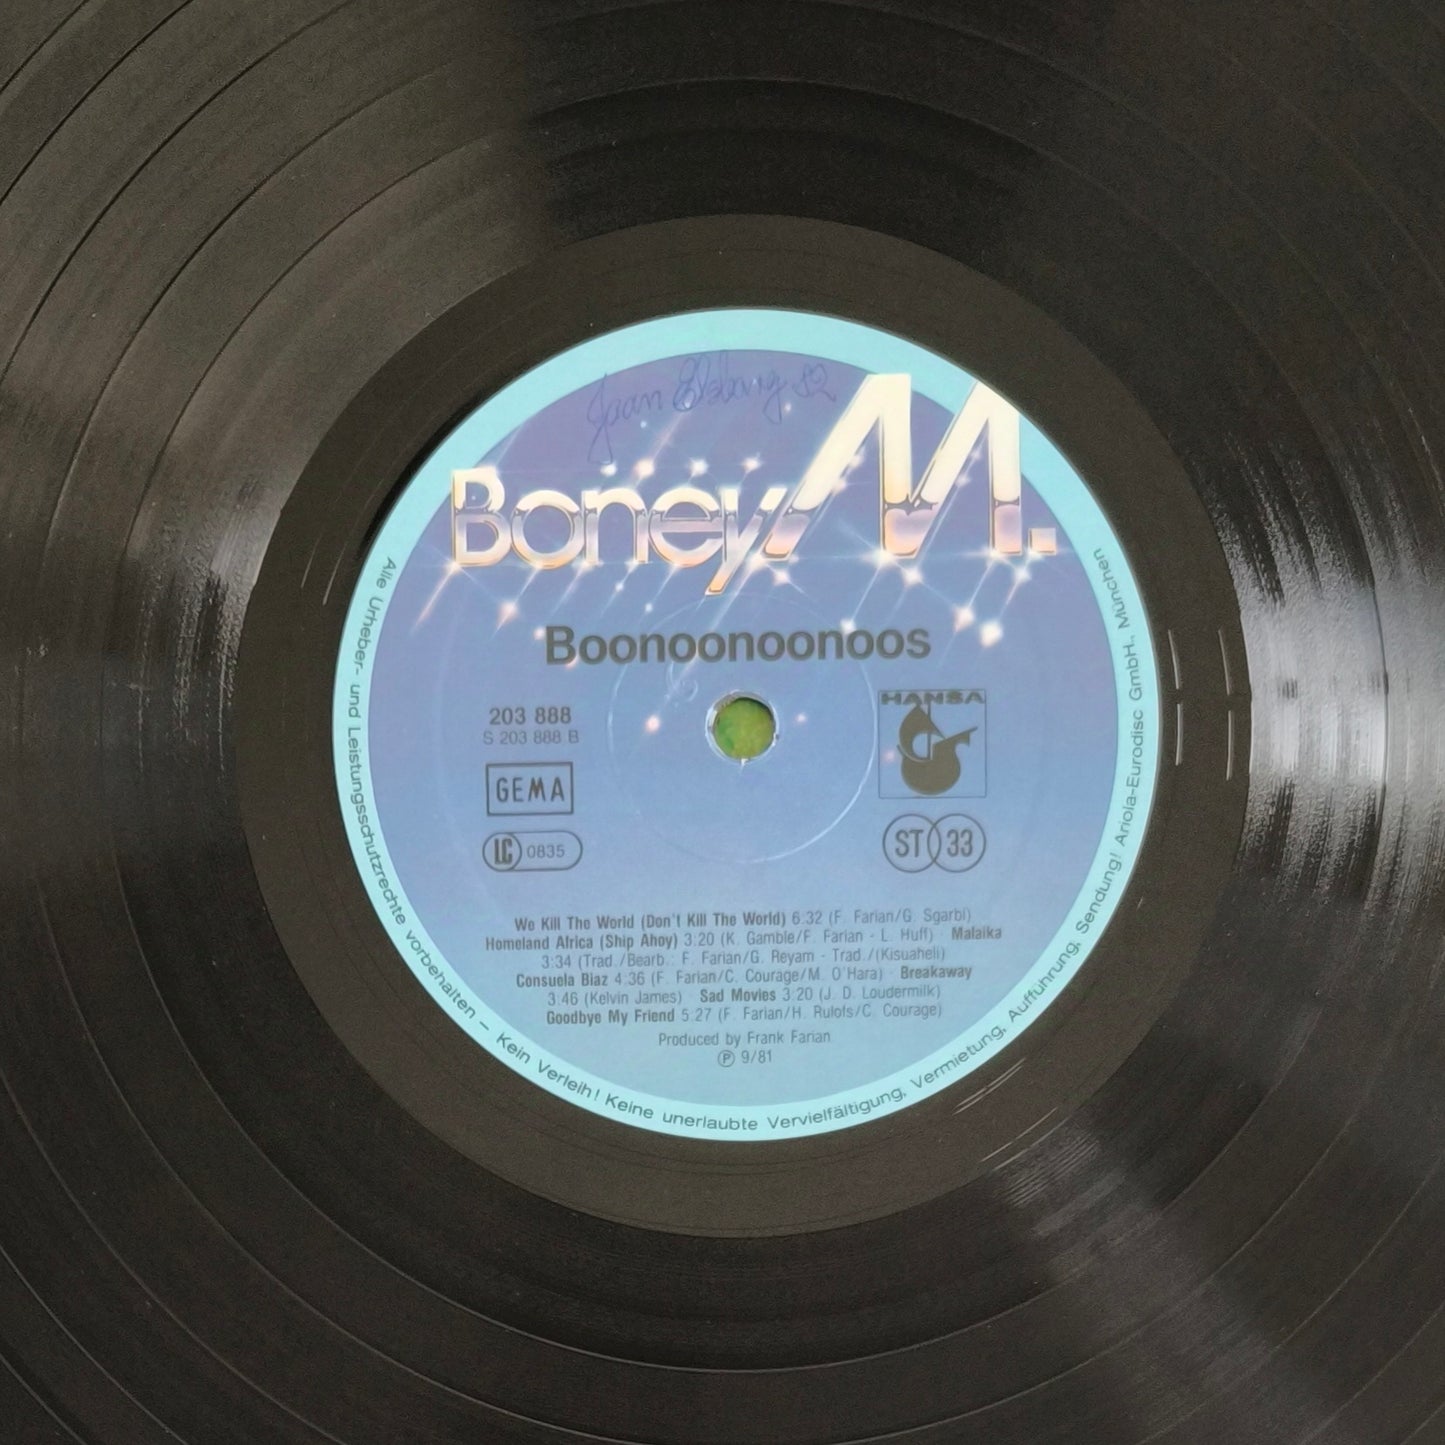 Boney M.
Boonoonoonoos
203 888
S 203 888 B
GEMA
LC 0835
HANSA
ST 33
We Kill The World (Don't Kill The World) 6:32 (F. Farian/G. Sgarbi)
Homeland Africa (Ship Ahoy) 3:20 (K. Gamble/F. Farian - L. Huff) · Malaika
3:34 (Trad./Bearb.: F. Farian/G. Reyam - Trad./(Kisuaheli)
Consuela Biaz 4:36 (F. Farian/C. Courage/M. O'Hara) · Breakaway
3.46 (Kelvin James) · Sad Movies 3:20 (J. D. Loudermilk)
Goodbye My Friend 5.27 (F. Farian/H. Rulofs/C. Courage)
Produced by Frank Farian
Ⓟ 9/81
Alle Urheber- und Leistungsschutzrechte vorbehalten – Kein Verleih! Keine unerlaubte Vervielfältigung, Vermietung, Aufführung, Sendung! Ariola-Eurodisc GmbH., München